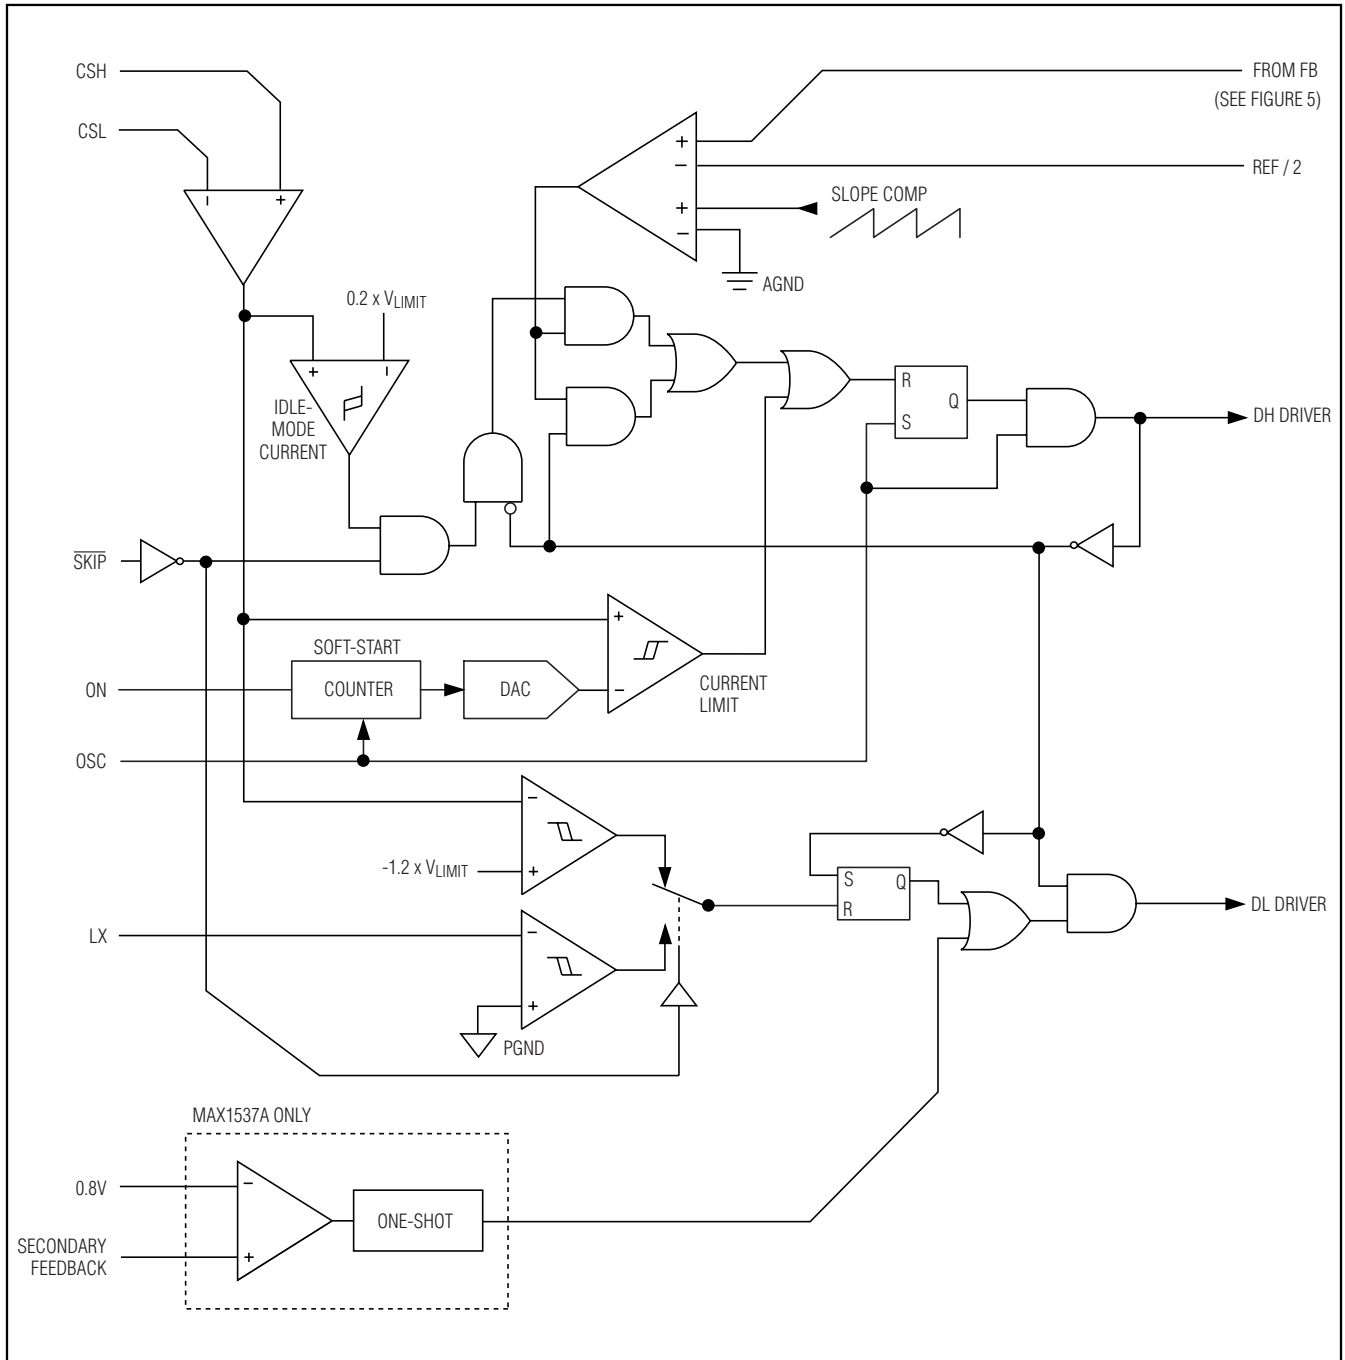 CSH
FROM FB
(SEE FIGURE 5)
CSL
+
−
REF / 2
− +
+
SLOPE COMP
−
AGND
0.2 x VLIMIT
+ −
IDLE-
MODE
CURRENT
R
Q
S
DH DRIVER
SKIP
+
SOFT-START
ON
COUNTER
DAC
−
CURRENT
LIMIT
OSC
−
-1.2 x VLIMIT
+
S Q
R
DL DRIVER
LX
−
+
PGND
MAX1537A ONLY
0.8V
−
ONE-SHOT
SECONDARY
FEEDBACK
+